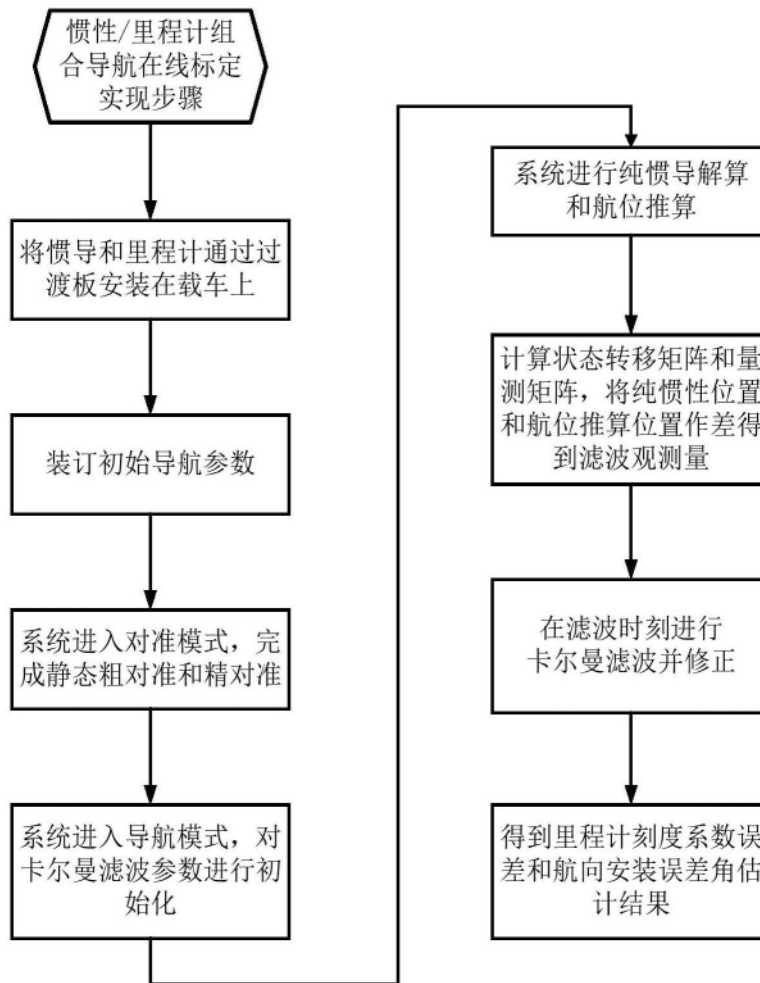 惯性/里程计组
合导航在线标定
实现步骤
将惯导和里程计通过过
渡板安装在载车上
装订初始导航参数
系统进入对准模式，完
成静态粗对准和精对准
系统进入导航模式，对
卡尔曼滤波参数进行初
始化
系统进行纯惯导解算
和航位推算
计算状态转移矩阵和量
测矩阵，将纯惯性位置
和航位推算位置作差得
到滤波观测量
在滤波时刻进行
卡尔曼滤波并修正
得到里程计刻度系数误
差和航向安装误差角估
计结果